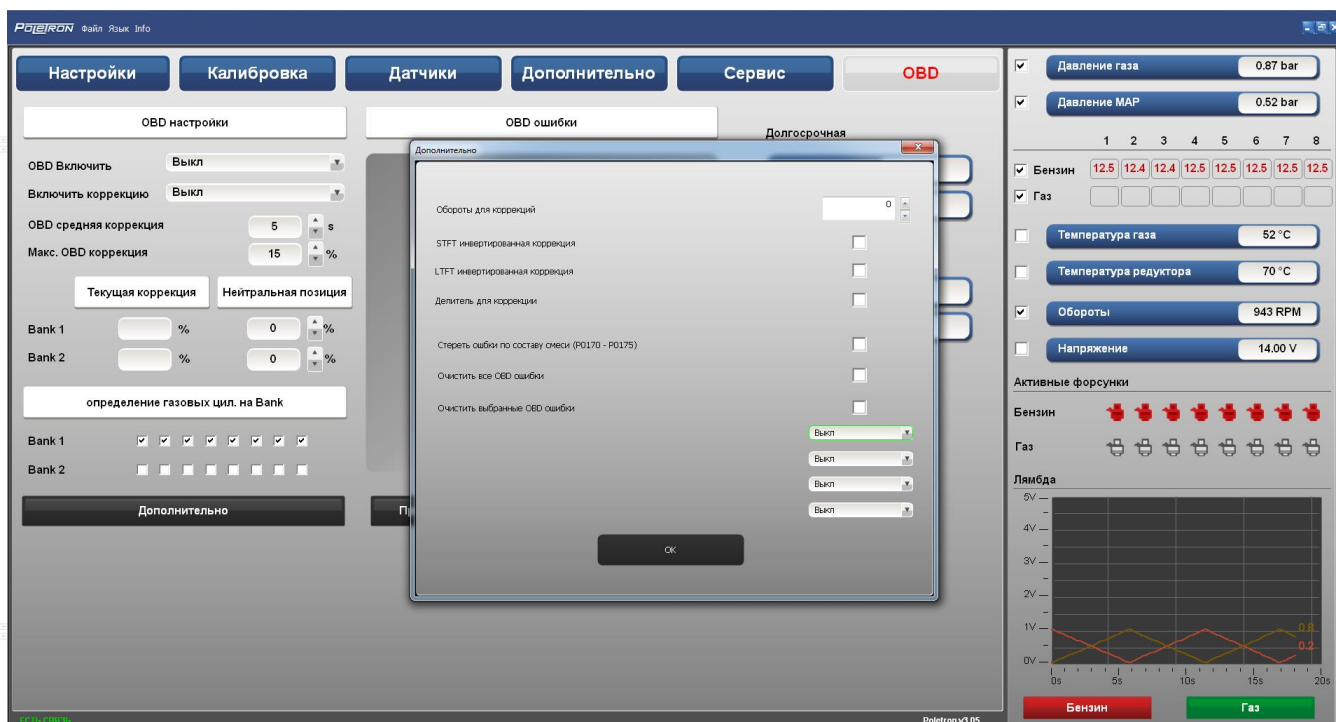 POLETRON Файл Язык Info
Настройки Калибровка Датчики Дополнительно Сервис OBD
OBD настройки
OBD ошибки
Долгосрочная
OBD Включить Выкл
Включить коррекцию Выкл
OBD средняя коррекция 5 s
Макс. OBD коррекция 15 %
Текущая коррекция Нейтральная позиция
Bank 1 % 0 %
Bank 2 % 0 %
определение газовых цил. на Bank
Bank 1
Bank 2
Дополнительно
Дополнительно
Обороты для коррекций 0
STFT инвертированная коррекция
LTFT инвертированная коррекция
Делитель для коррекции
Стереть ошбки по составу смеси (P0170 - P0175)
Очистить все OBD ошибки
Очистить выбранные OBD ошибки
Выкл
Выкл
Выкл
Выкл
OK
Давление газа 0.87 bar
Давление MAP 0.52 bar
1 2 3 4 5 6 7 8
Бензин 12.5 12.4 12.4 12.5 12.5 12.5 12.5 12.5
Газ
Температура газа 52 °C
Температура редуктора 70 °C
Обороты 943 RPM
Напряжение 14.00 V
Активные форсунки
Бензин
Газ
Лямбда
5V
4V
3V
2V
1V
0V
0.8
0.2
0s 5s 10s 15s 20s
Бензин Газ
ЕСТЬ СВЯЗЬ
Poletron v3.05